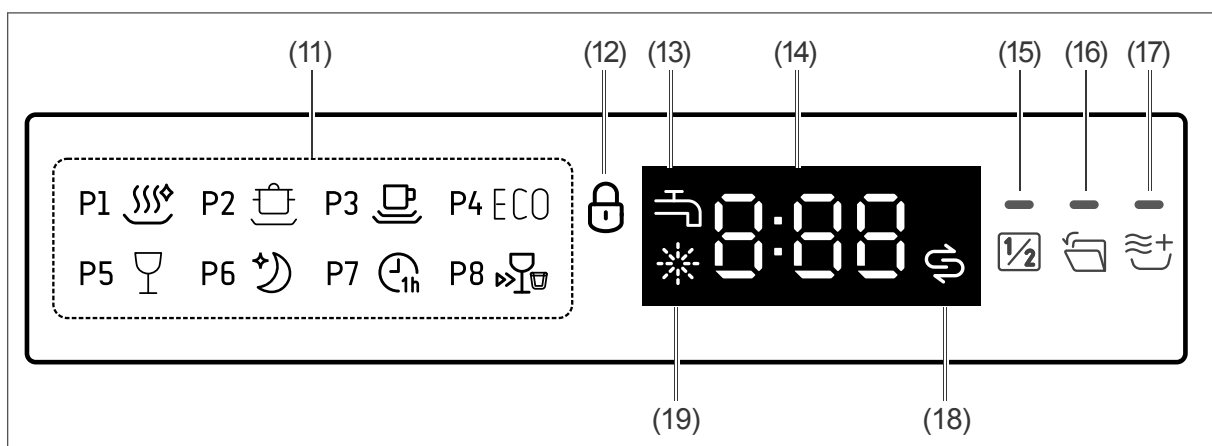 (11) (12) (13) (14) (15) (16) (17)
P1 P2 P3 P4 ECO
8:88
1/2
P5 P6 P7 1h P8
(19) (18)